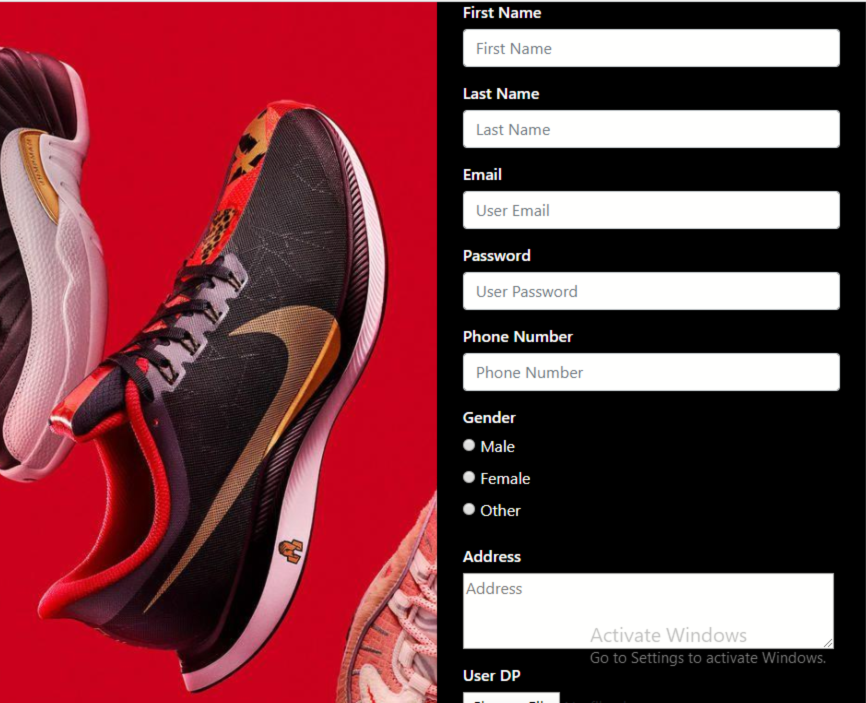 First Name
First Name
Last Name
Last Name
Email
User Email
Password
User Password
Phone Number
Phone Number
Gender
Male
Female
Other
Address
Address
Activate Windows
Go to Settings to activate Windows.
User DP